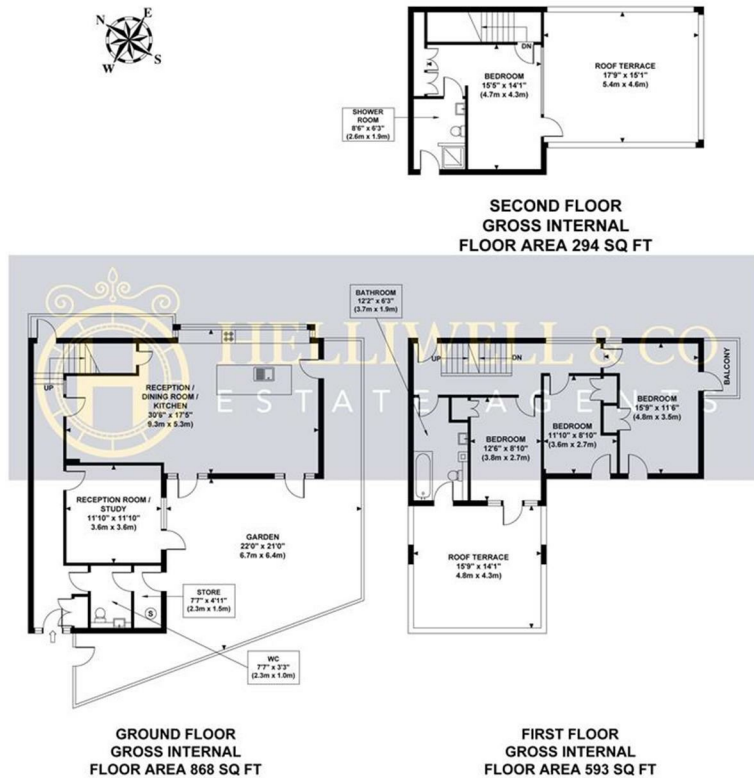 N
E
W
S
DN
BEDROOM
15'5" x 14'1"
(4.7m x 4.3m)
ROOF TERRACE
17'9" x 15'1"
5.4m x 4.6m)
SHOWER
ROOM
8'6" x 6'3"
(2.6m x 1.9m)
SECOND FLOOR
GROSS INTERNAL
FLOOR AREA 294 SQ FT
HELLIWELL & CO
ESTATE AGENTS
UP
RECEPTION /
DINING ROOM /
KITCHEN
30'6" x 17'5"
9.3m x 5.3m)
RECEPTION ROOM /
STUDY
11'10" x 11'10"
3.6m x 3.6m)
GARDEN
22'0" x 21'0"
6.7m x 6.4m)
STORE
7'7" x 4'11"
(2.3m x 1.5m)
S
WC
7'7" x 3'3"
(2.3m x 1.0m)
GROUND FLOOR
GROSS INTERNAL
FLOOR AREA 868 SQ FT
BATHROOM
12'2" x 6'3"
(3.7m x 1.9m)
UP
DN
BALCONY
BEDROOM
15'9" x 11'6"
(4.8m x 3.5m)
BEDROOM
11'10" x 8'10"
(3.6m x 2.7m)
BEDROOM
12'6" x 8'10"
(3.8m x 2.7m)
ROOF TERRACE
15'9" x 14'1"
4.8m x 4.3m)
FIRST FLOOR
GROSS INTERNAL
FLOOR AREA 593 SQ FT